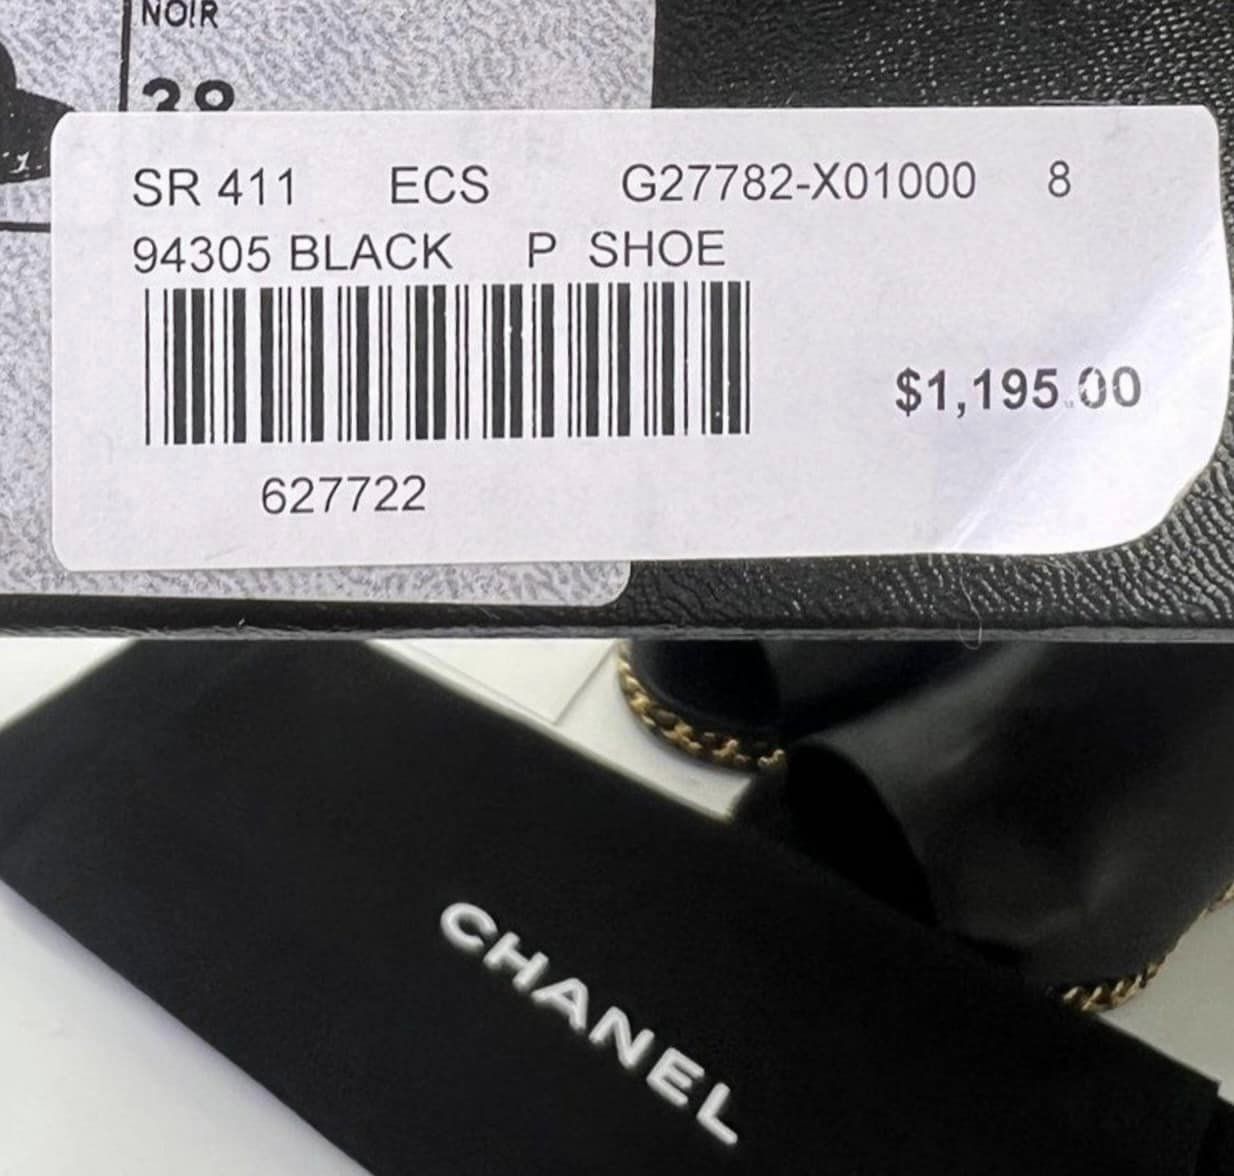 NOIR
SR 411 ECS G27782-X01000 8
94305 BLACK P SHOE
$1,195.00
627722
CHANEL